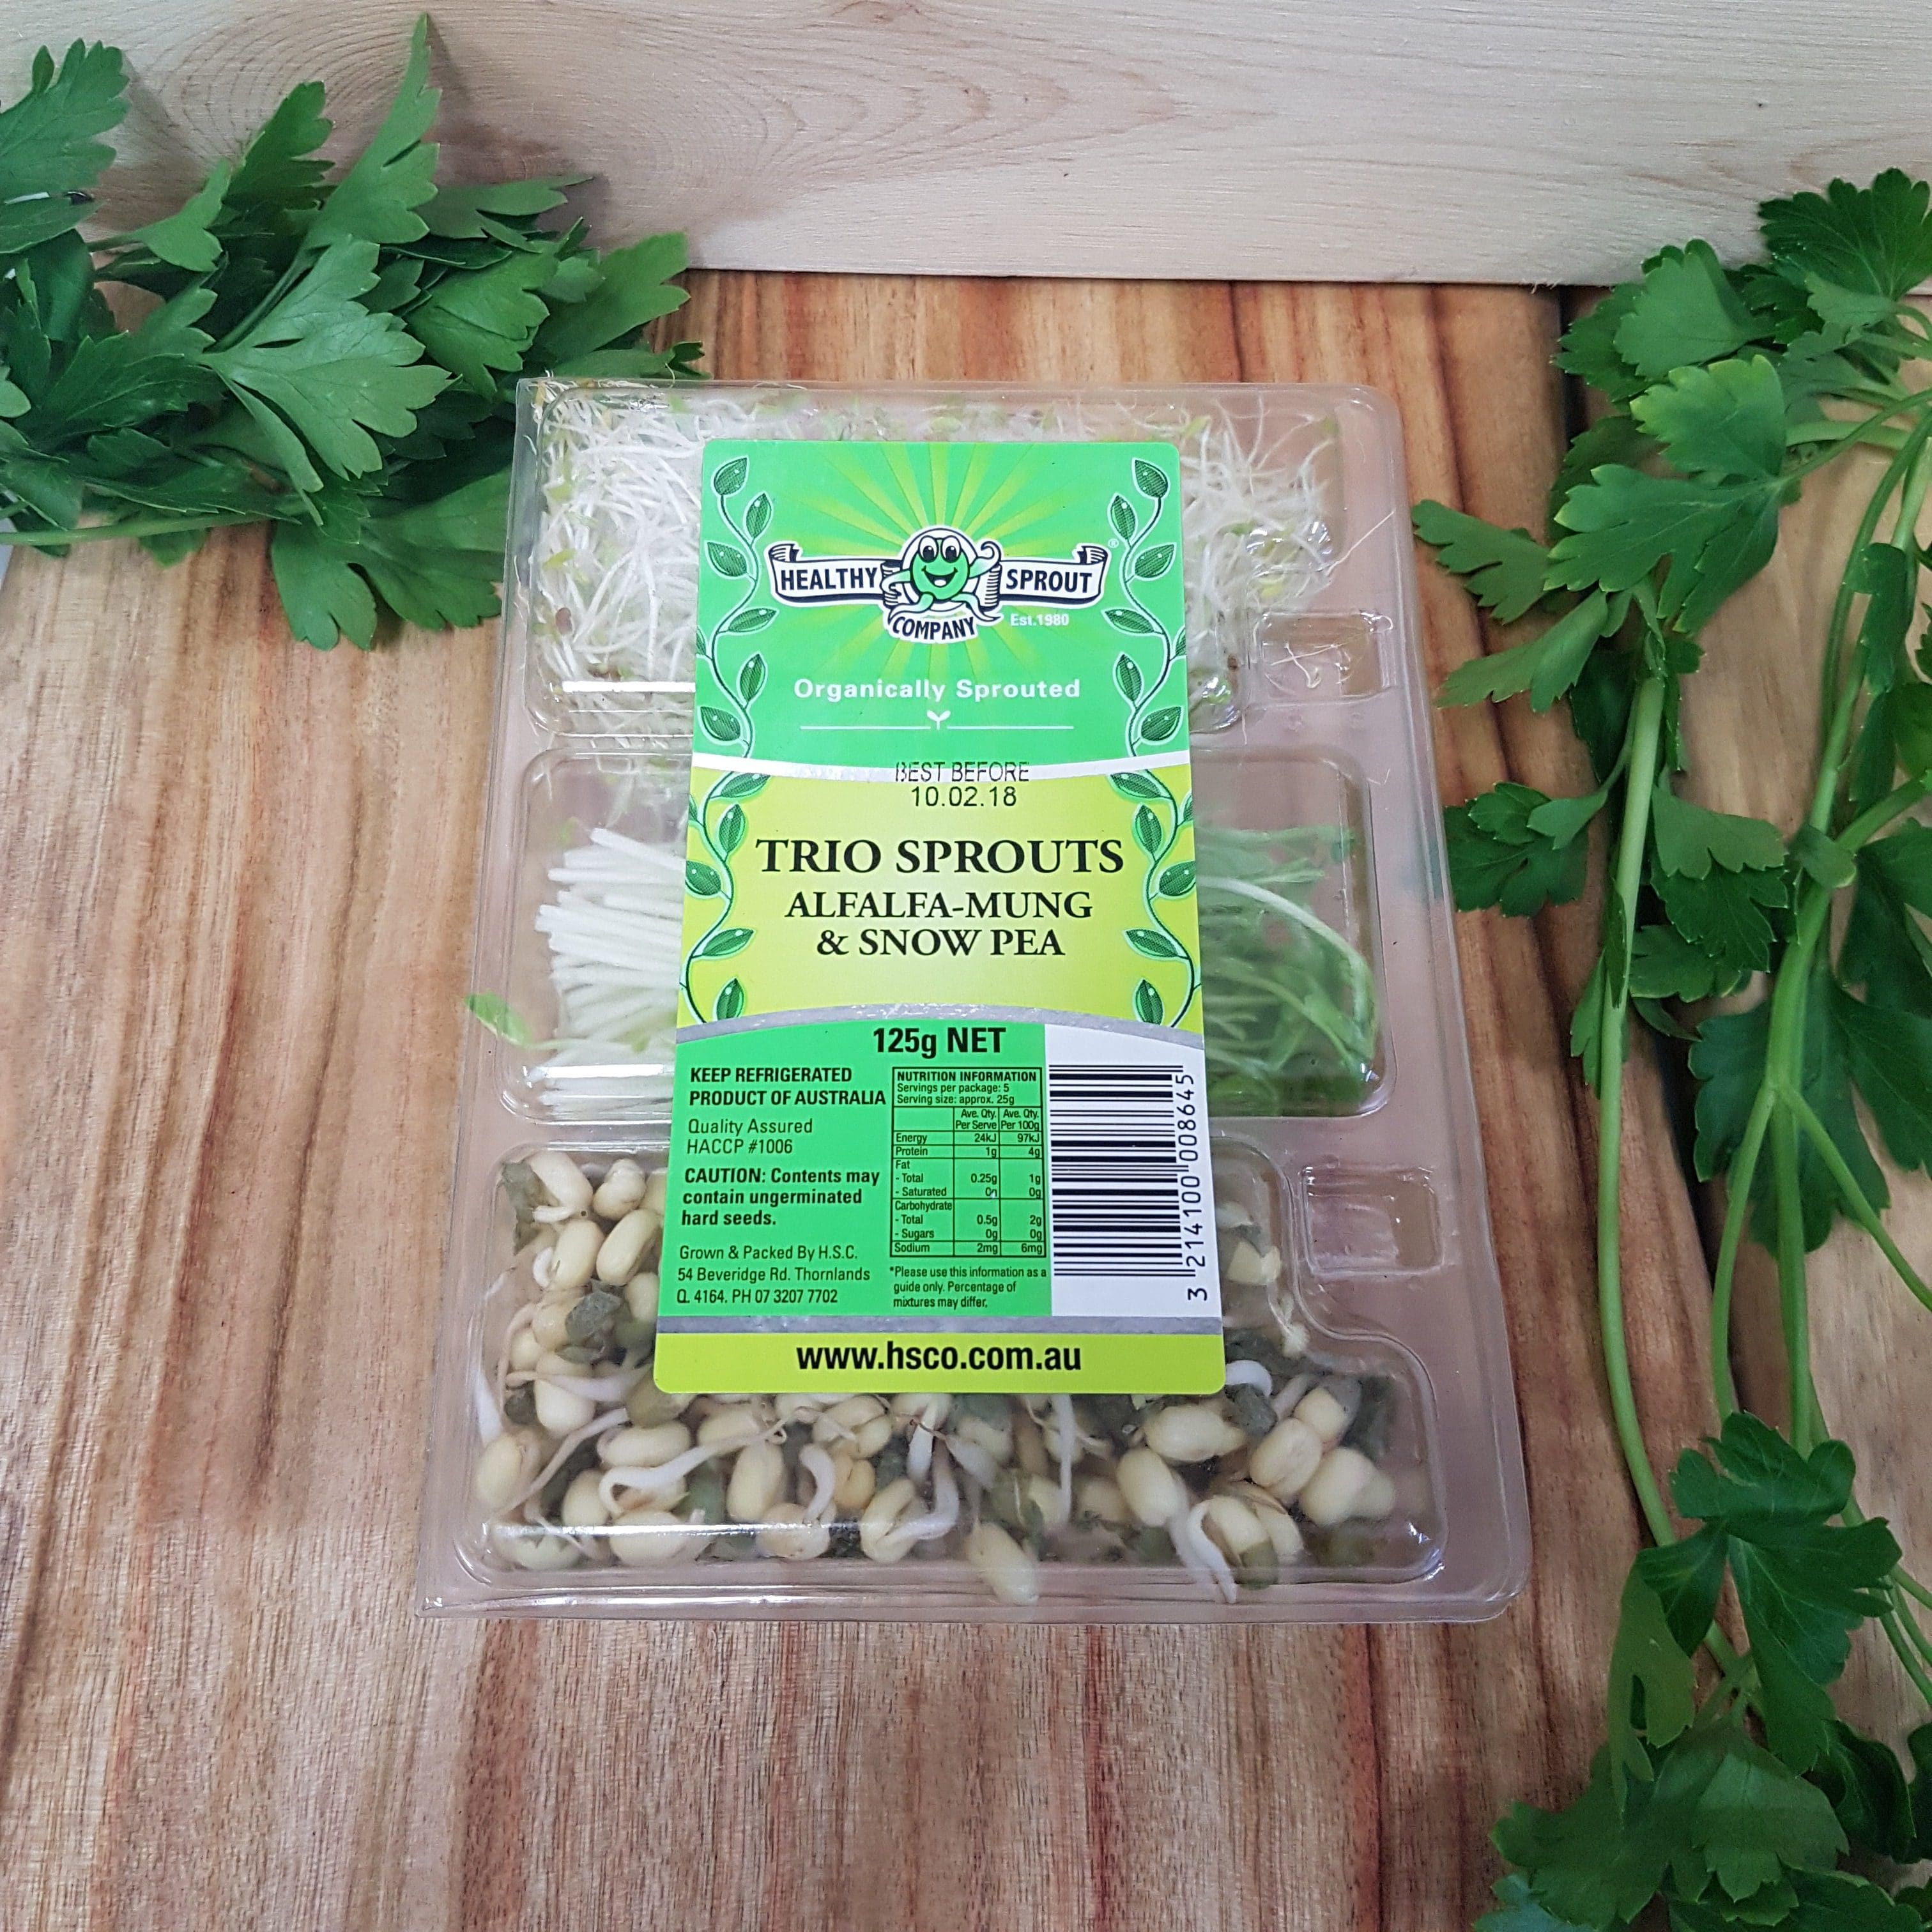 HEALTHY SPROUT ®
COMPANY
Est.1980
Organically Sprouted
BEST BEFORE
10.02.18
TRIO SPROUTS
ALFALFA-MUNG
& SNOW PEA
125g NET
KEEP REFRIGERATED
PRODUCT OF AUSTRALIA
Quality Assured
HACCP #1006
CAUTION: Contents may
contain ungerminated
hard seeds.
Grown & Packed By H.S.C.
54 Beveridge Rd. Thornlands
Q. 4164. PH 07 3207 7702
NUTRITION INFORMATION
Servings per package: 5
Serving size: approx. 25g
Ave. Qty. Ave. Qty.
Per Serve Per 100g
Energy 24kJ 97kJ
Protein 1g 4g
Fat
- Total 0.25g 1g
- Saturated 0g 0g
Carbohydrate
- Total 0.5g 2g
- Sugars 0g 0g
Sodium 2mg 6mg
*Please use this information as a
guide only. Percentage of
mixtures may differ.
3 214100 008645
www.hsco.com.au